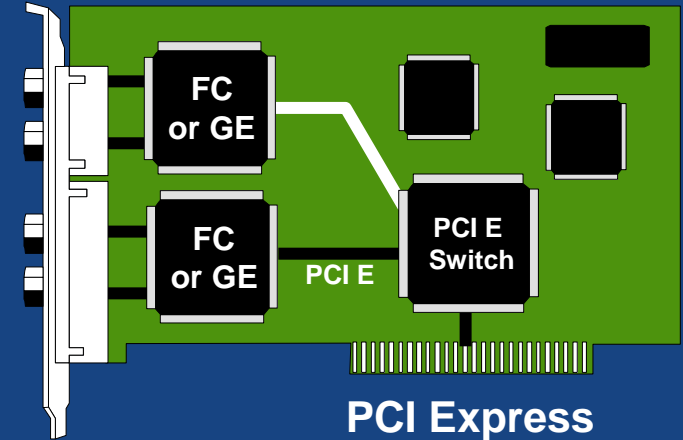 FC
or GE
PCI E
Switch
FC
or GE
PCI E
PCI Express